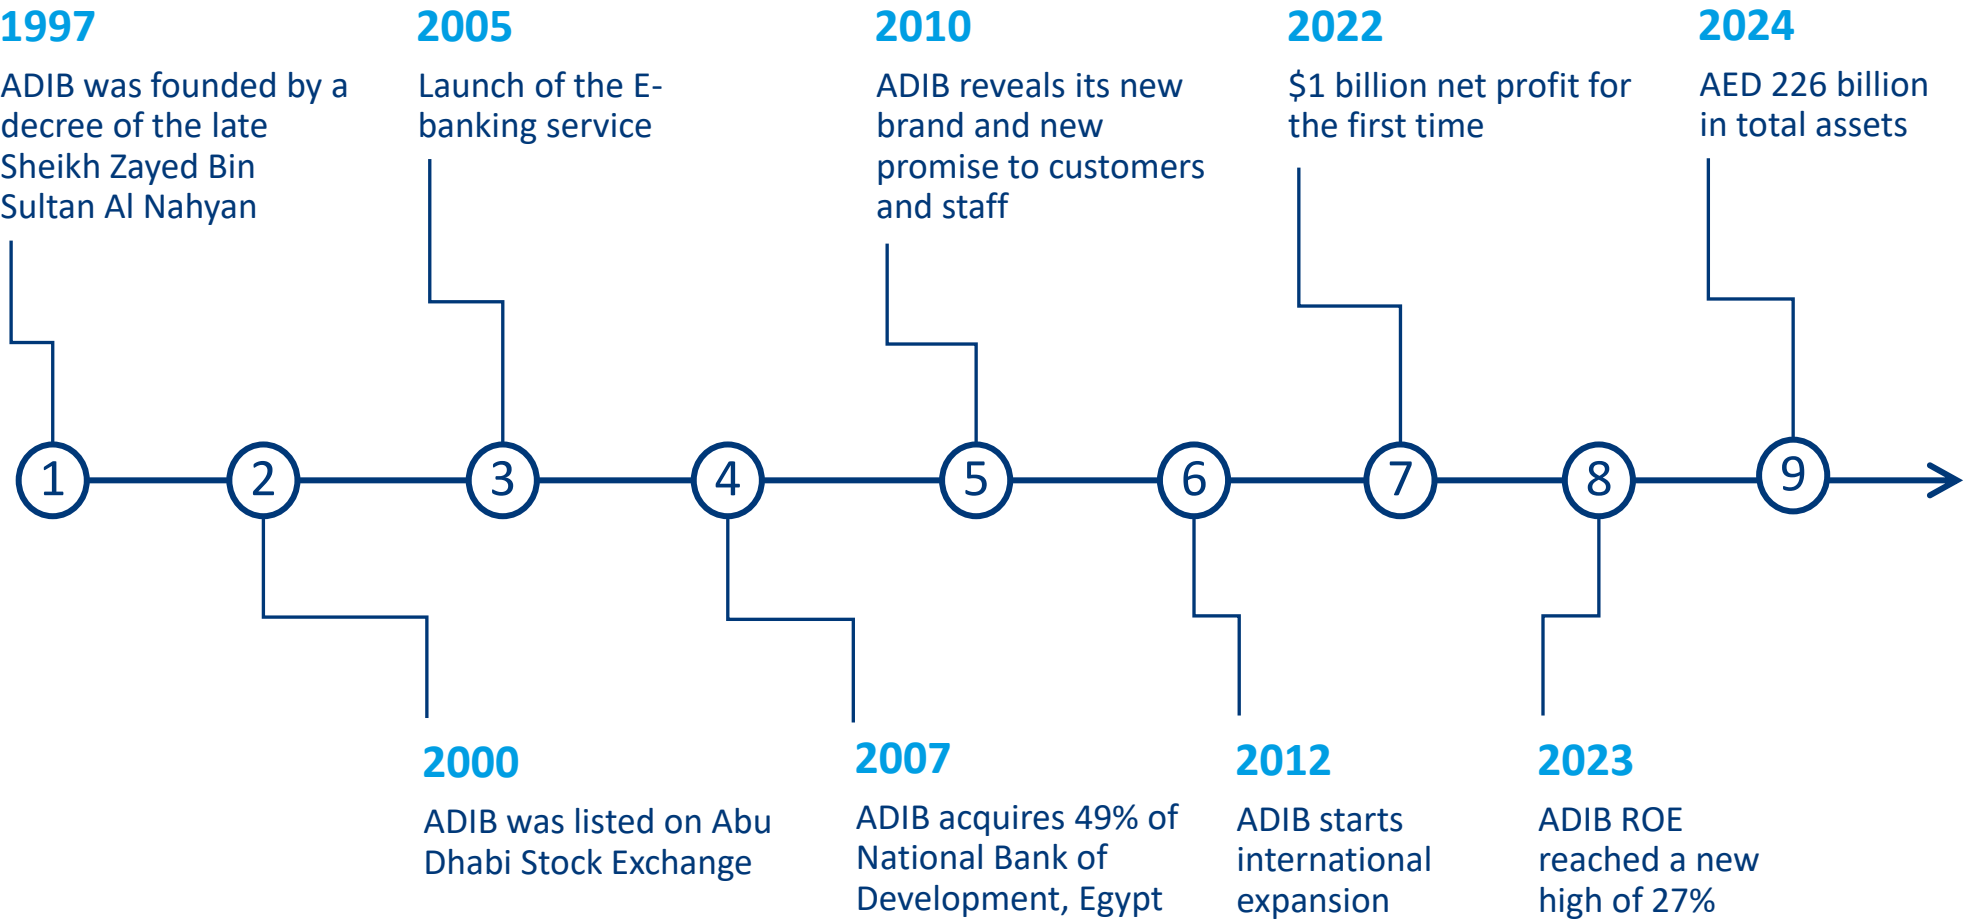 1997
ADIB was founded by a
decree of the late
Sheikh Zayed Bin
Sultan Al Nahyan
2005
Launch of the E-
banking service
2010
ADIB reveals its new
brand and new
promise to customers
and staff
2022
$1 billion net profit for
the first time
2024
AED 226 billion
in total assets
1
2
3
4
5
6
7
8
9
2000
ADIB was listed on Abu
Dhabi Stock Exchange
2007
ADIB acquires 49% of
National Bank of
Development, Egypt
2012
ADIB starts
international
expansion
2023
ADIB ROE
reached a new
high of 27%